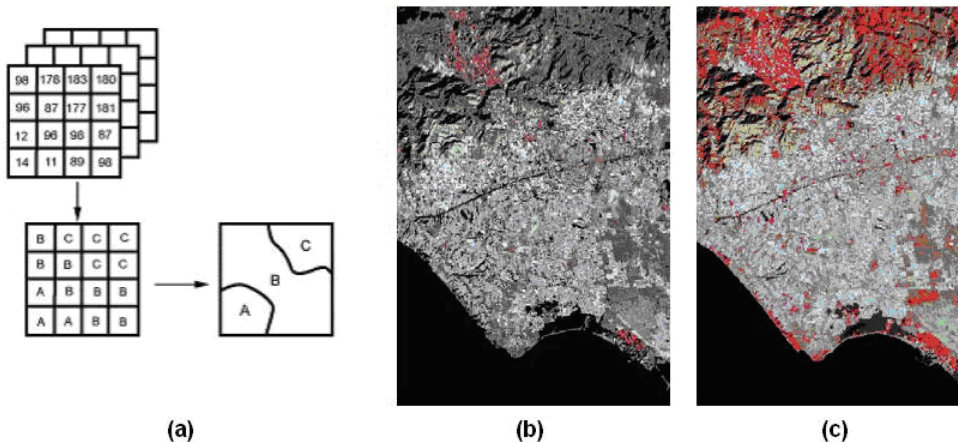 98 178 183 180
96 87 177 181
12 96 98 87
14 11 89 98
B C C C
B B C C
A B B B
A A B B
C
B
A
(a) (b) (c)